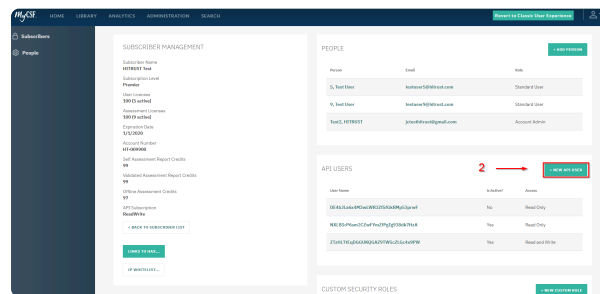 MyCSF
HOME LIBRARY ANALYTICS ADMINISTRATION SEARCH
Revert to Classic User Experience
Subscribers
People
SUBSCRIBER MANAGEMENT
Subscriber Name
HITRUST Test
Subscription Level
Premier
User Licenses
100 (5 active)
Assessment Licenses
100 (9 active)
Expiration Date
1/1/2020
Account Number
HT-009900
Self Assessment Report Credits
99
Validated Assessment Report Credits
99
Offline Assessment Credits
97
API Subscription
ReadWrite
< BACK TO SUBSCRIBER LIST
LINKS TO HAX...
IP WHITELIST...
PEOPLE
+ ADD PERSON
Person Email Role
5, Test User testuser5@hitrust.com Standard User
9, Test User testuser9@hitrust.com Standard User
Test2, HITRUST Account Admin
API USERS
2
+ NEW API USER
User Name Is Active? Access
No Read Only
Yes Read Only
Yes Read and Write
CUSTOM SECURITY ROLES
+ NEW CUSTOM ROLE